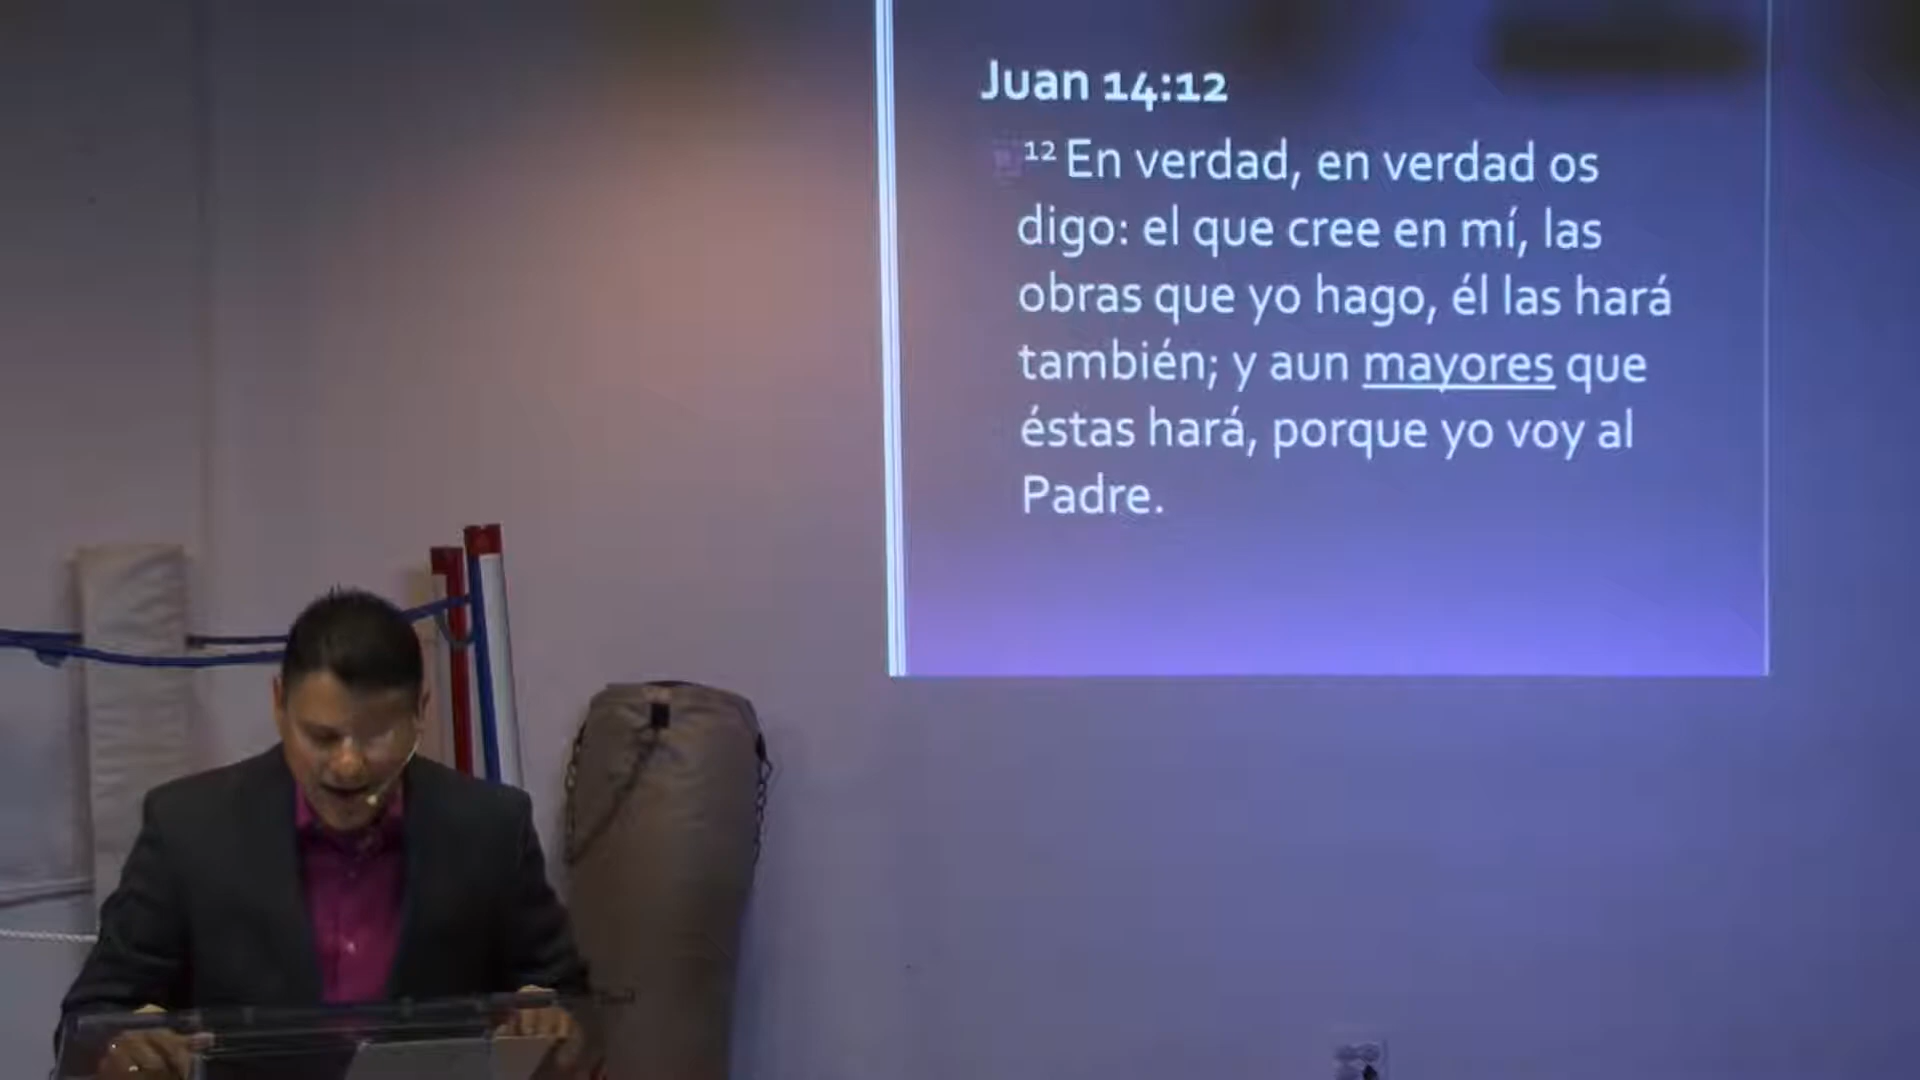 Juan 14:12
12 En verdad, en verdad os
digo: el que cree en mí, las
obras que yo hago, él las hará
también; y aun mayores que
éstas hará, porque yo voy al
Padre.